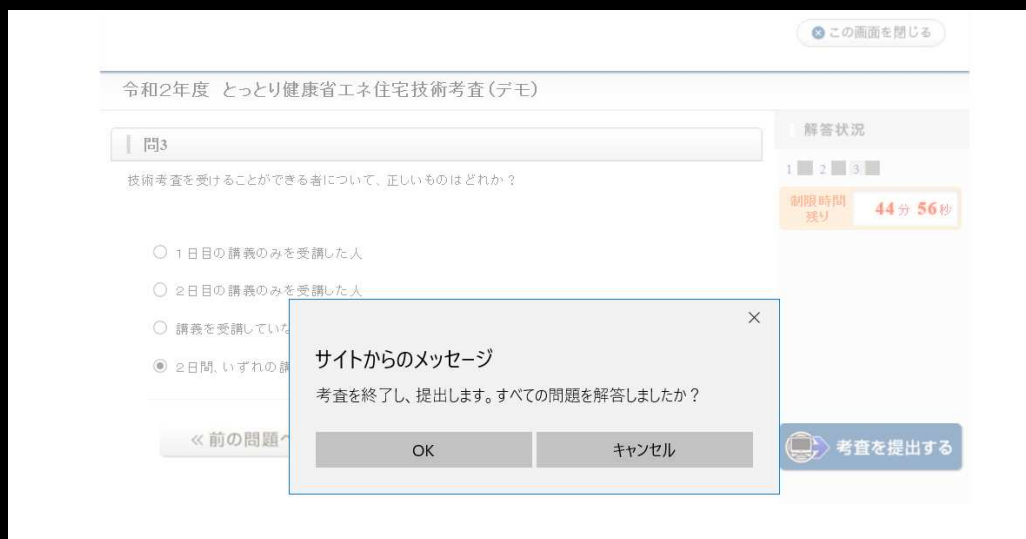 この画面を閉じる
令和2年度 とっとり健康省エネ住宅技術考査(デモ)
問3
技術考査を受けることができる者について、正しいものはどれか?
1日目の講義のみを受講した人
2日目の講義のみを受講した人
講義を受講していな
2日間、いずれの講
≪前の問題へ
解答状況
1 2 3
制限時間
残り
44分 56秒
サイトからのメッセージ
考査を終了し、提出します。すべての問題を解答しましたか?
OK
キャンセル
考査を提出する